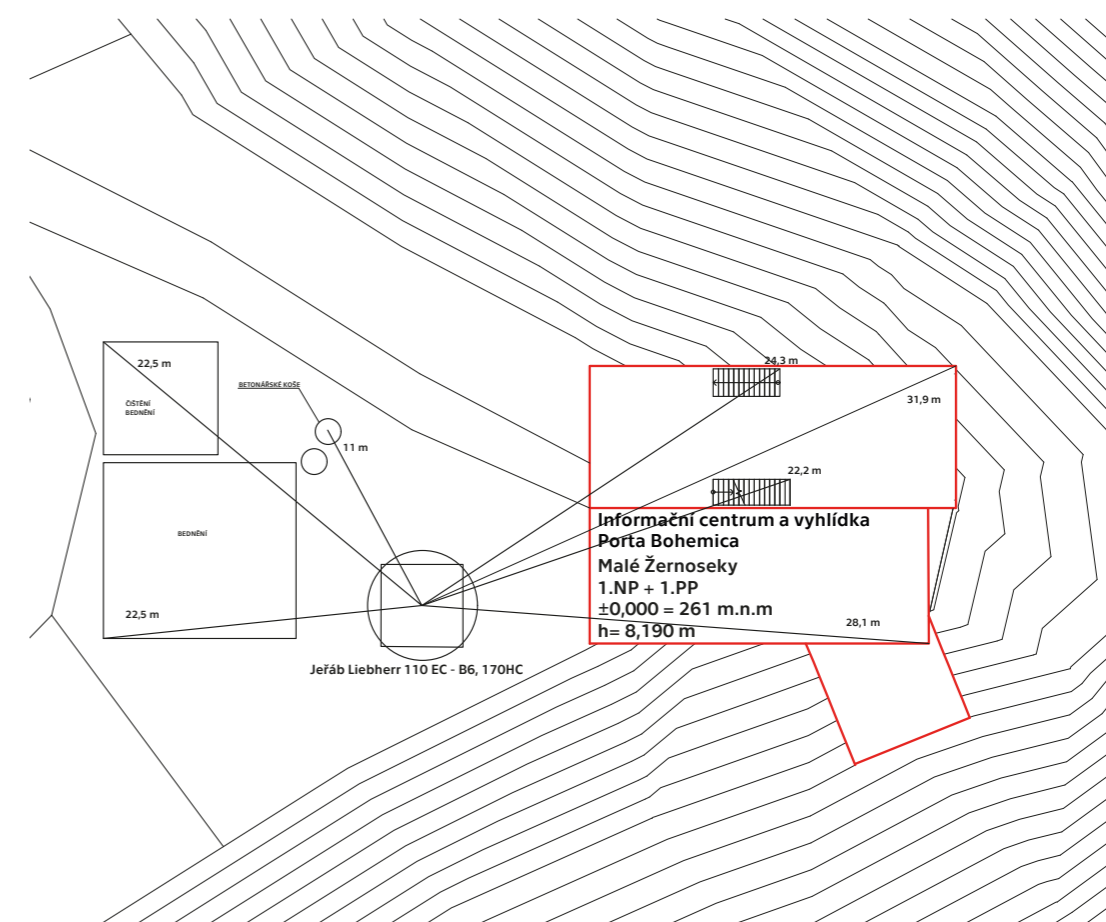 24,3 m
22,5 m
ČIŠTĚNÍ
BEDNĚNÍ
BETONÁŘSKÉ KOŠE
31,9 m
11 m
22,2 m
BEDNĚNÍ
Informační centrum a vyhlídka
Porta Bohemica
Malé Žernoseky
1.NP + 1.PP
±0,000 = 261 m.n.m
h= 8,190 m
22,5 m
28,1 m
Jeřáb Liebherr 110 EC - B6, 170HC